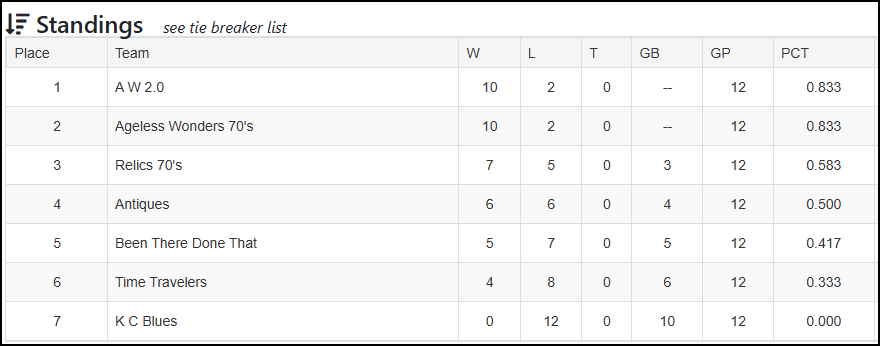 Standings see tie breaker list
Place Team W L T GB GP PCT
1 A W 2.0 10 2 0 -- 12 0.833
2 Ageless Wonders 70's 10 2 0 -- 12 0.833
3 Relics 70's 7 5 0 3 12 0.583
4 Antiques 6 6 0 4 12 0.500
5 Been There Done That 5 7 0 5 12 0.417
6 Time Travelers 4 8 0 6 12 0.333
7 K C Blues 0 12 0 10 12 0.000